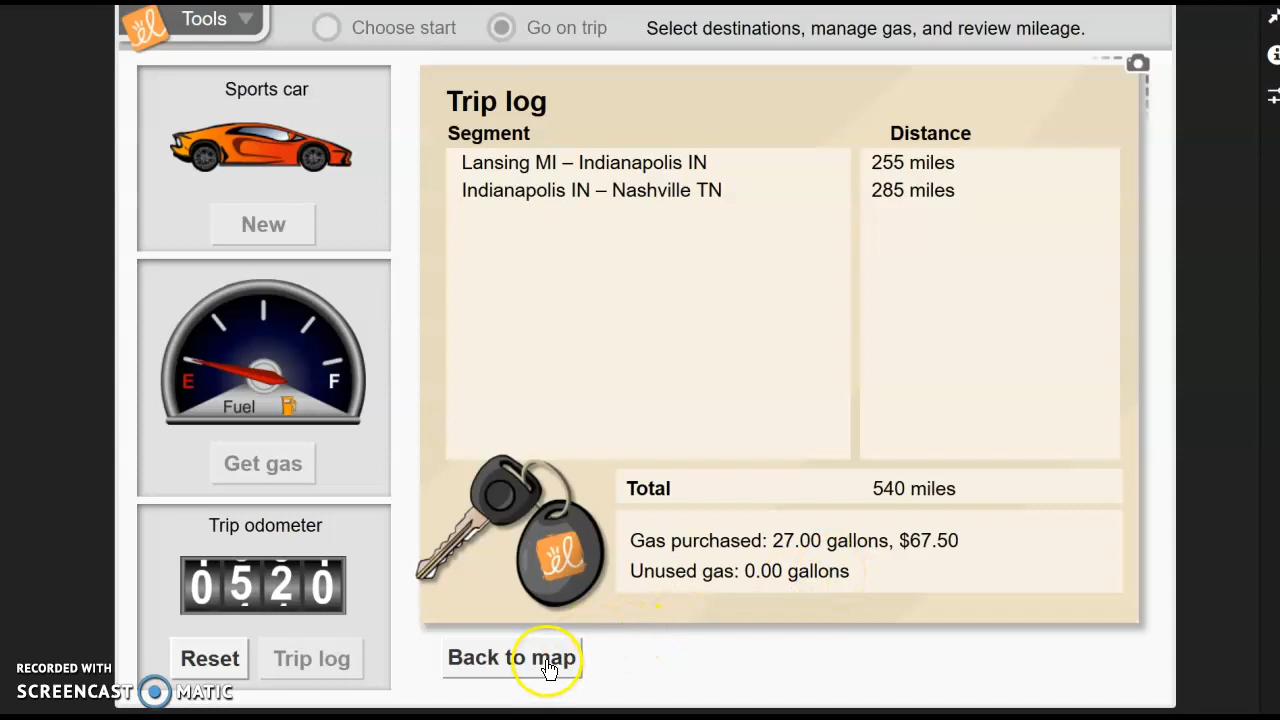 Tools
Choose start
Go on trip
Select destinations, manage gas, and review mileage.
Sports car
New
E
F
Fuel
Get gas
Trip odometer
0520
Reset
Trip log
Trip log
Segment Distance
Lansing MI – Indianapolis IN 255 miles
Indianapolis IN – Nashville TN 285 miles
Total 540 miles
Gas purchased: 27.00 gallons, $67.50
Unused gas: 0.00 gallons
el
Back to map
RECORDED WITH
SCREENCAST MATIC